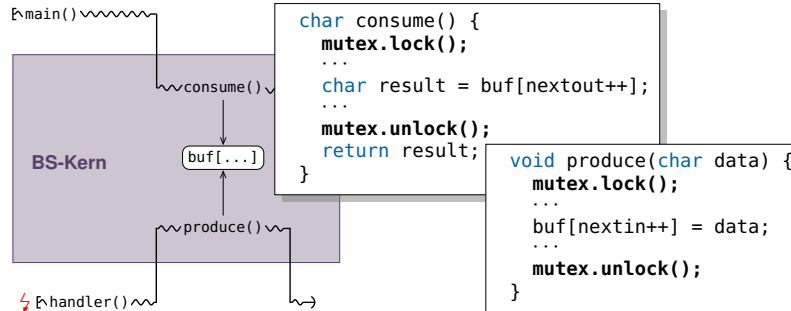 main()
char consume() {
mutex.lock();
...
char result = buf[nextout++];
...
mutex.unlock();
return result;
}
consume()
BS-Kern
buf[...]
void produce(char data) {
mutex.lock();
...
buf[nextin++] = data;
...
mutex.unlock();
}
produce()
handler()